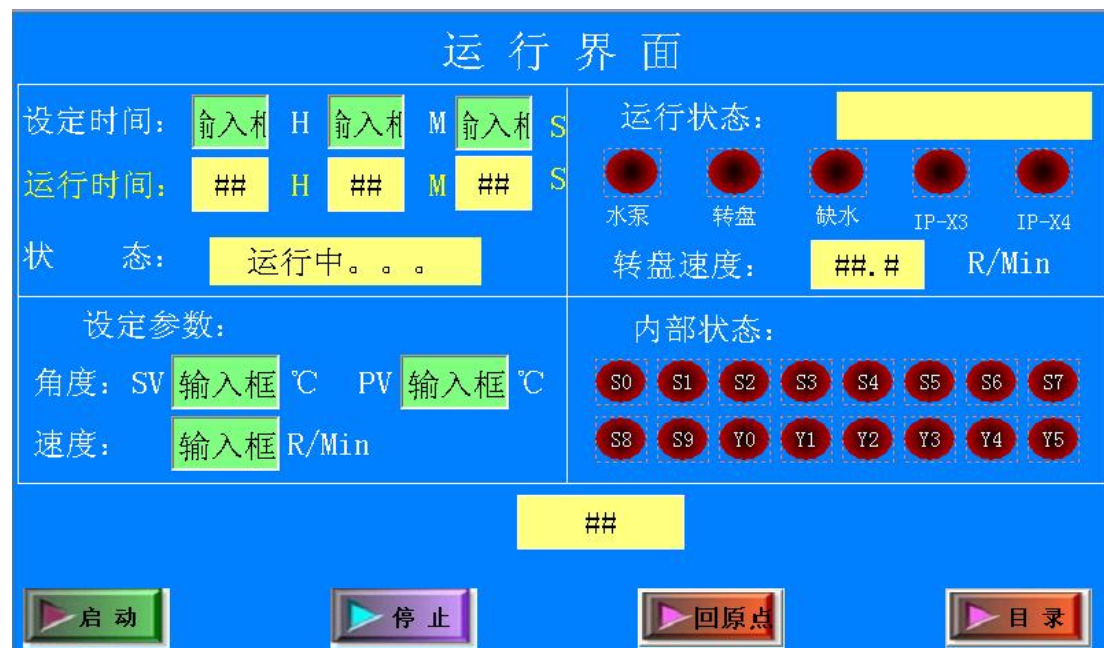 运 行 界 面
设定时间： 俞入框 H 俞入框 M 俞入框 S
运行时间： ## H ## M ## S
状 态： 运行中。。。
运行状态：
水泵 转盘 缺水 IP-X3 IP-X4
转盘速度： ##.# R/Min
设定参数：
角度：SV 输入框 ℃ PV 输入框 ℃
速度： 输入框 R/Min
内部状态：
S0 S1 S2 S3 S4 S5 S6 S7
S8 S9 Y0 Y1 Y2 Y3 Y4 Y5
##
启 动 停 止 回原点 目 录